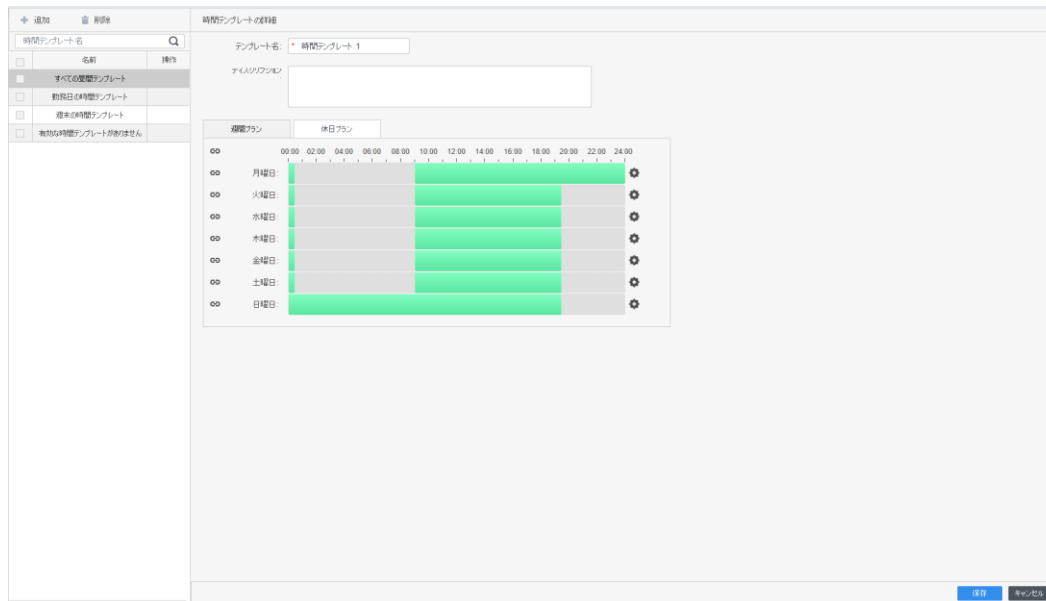 追加 削除
時間テンプレート名
名前 操作
すべての壁間テンプレート
勤務日の時間テンプレート
週末の時間テンプレート
有効な時間テンプレートがありません
時間テンプレートの詳細
テンプレート名: * 時間テンプレート 1
ディスクリプション
:
週間プラン 休日プラン
00:00 02:00 04:00 06:00 08:00 10:00 12:00 14:00 16:00 18:00 20:00 22:00 24:00
月曜日:
火曜日:
水曜日:
木曜日:
金曜日:
土曜日:
日曜日:
保存 キャンセル